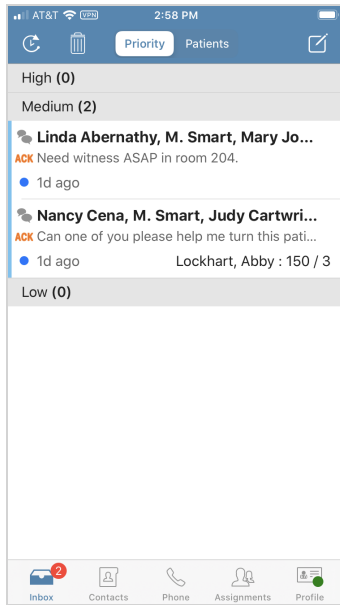 AT&T VPN 2:58 PM
Priority Patients
High (0)
Medium (2)
Linda Abernathy, M. Smart, Mary Jo...
ACK Need witness ASAP in room 204.
1d ago
Nancy Cena, M. Smart, Judy Cartwri...
ACK Can one of you please help me turn this pati...
1d ago Lockhart, Abby : 150 / 3
Low (0)
2
Inbox Contacts Phone Assignments Profile